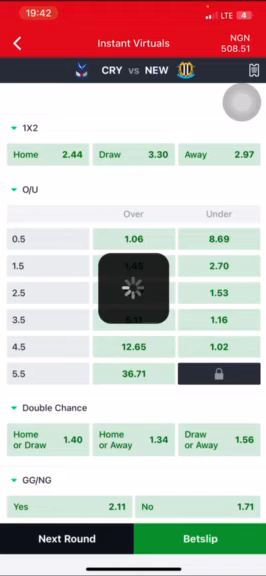 19:42
LTE 4
Instant Virtuals
NGN
508.51
CRY vs NEW
1X2
Home 2.44 Draw 3.30 Away 2.97
O/U
Over Under
0.5 1.06 8.69
1.5 2.70
2.5 1.53
3.5 1.16
4.5 12.65 1.02
5.5 36.71
Double Chance
Home or Draw 1.40 Home or Away 1.34 Draw or Away 1.56
GG/NG
Yes 2.11 No 1.71
Next Round Betslip